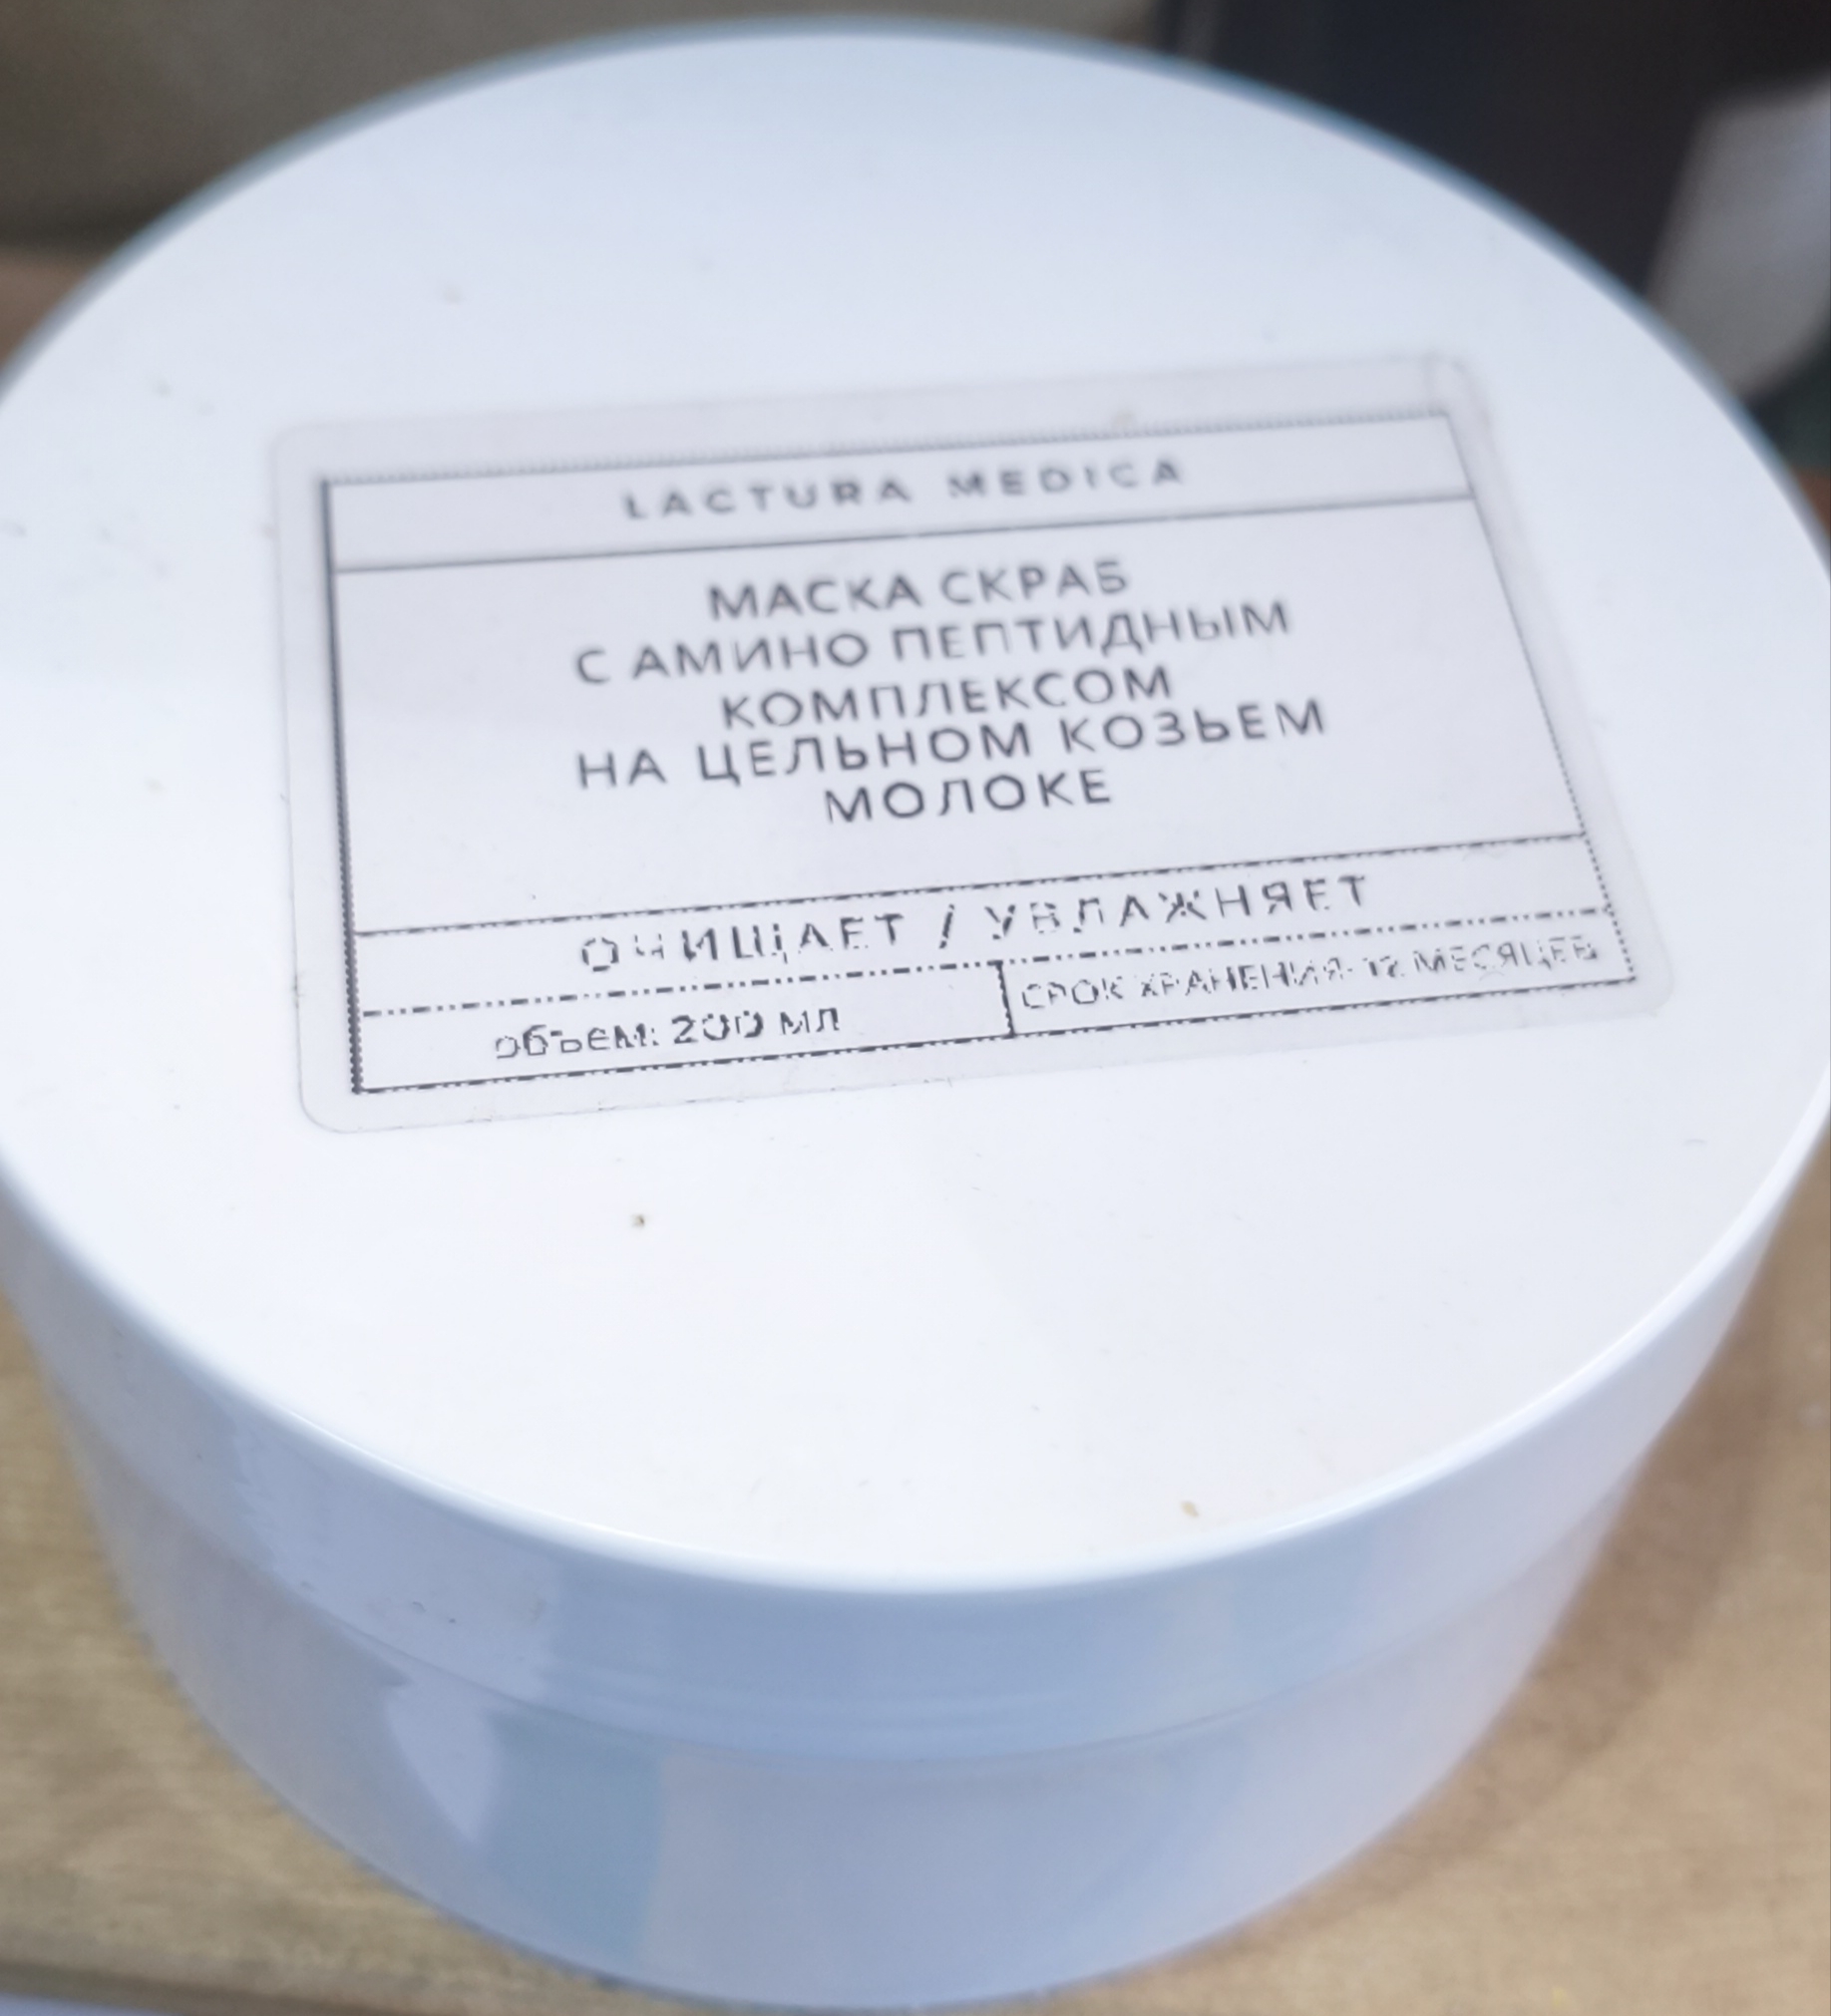 LACTURA MEDICA
МАСКА СКРАБ
С АМИНО ПЕПТИДНЫМ
КОМПЛЕКСОМ
НА ЦЕЛЬНОМ КОЗЬЕМ
МОЛОКЕ
ОЧИЩАЕТ / УВЛАЖНЯЕТ
ОБЪЕМ: 200 МЛ
СРОК ХРАНЕНИЯ- 12 МЕСЯЦЕВ